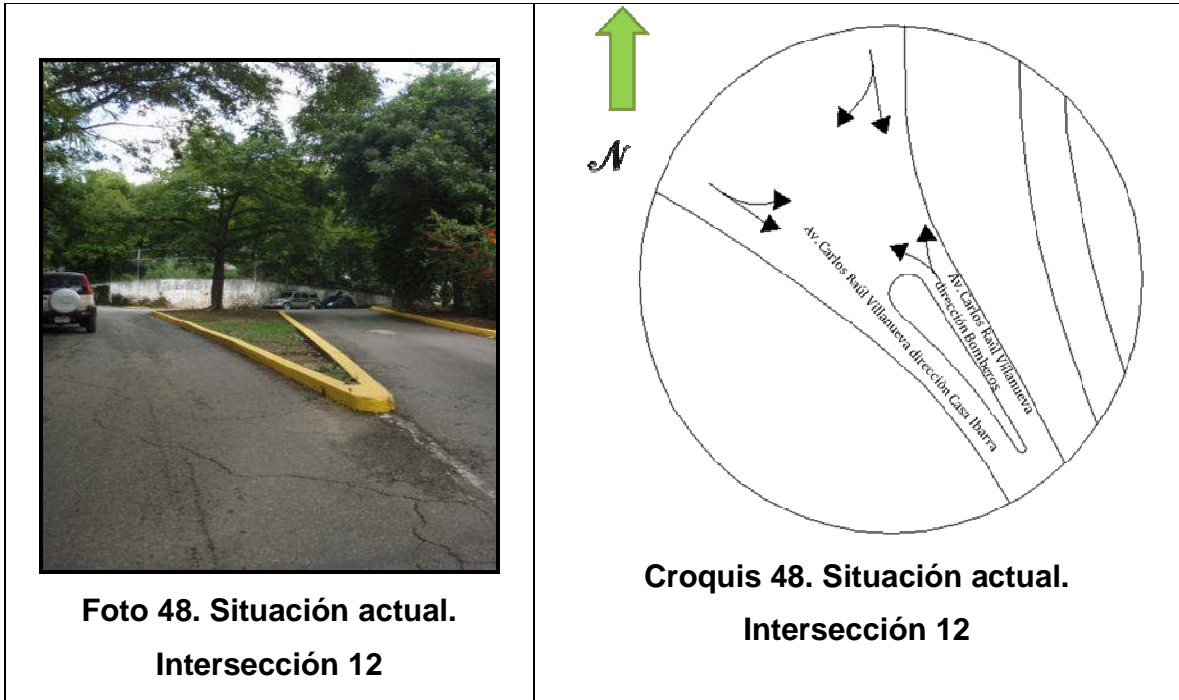 Foto 48. Situación actual.
Intersección 12
N
Av. Carlos Raúl Villanueva dirección Casa Ibarra
Av. Carlos Raúl Villanueva
dirección Bomberos
Croquis 48. Situación actual.
Intersección 12